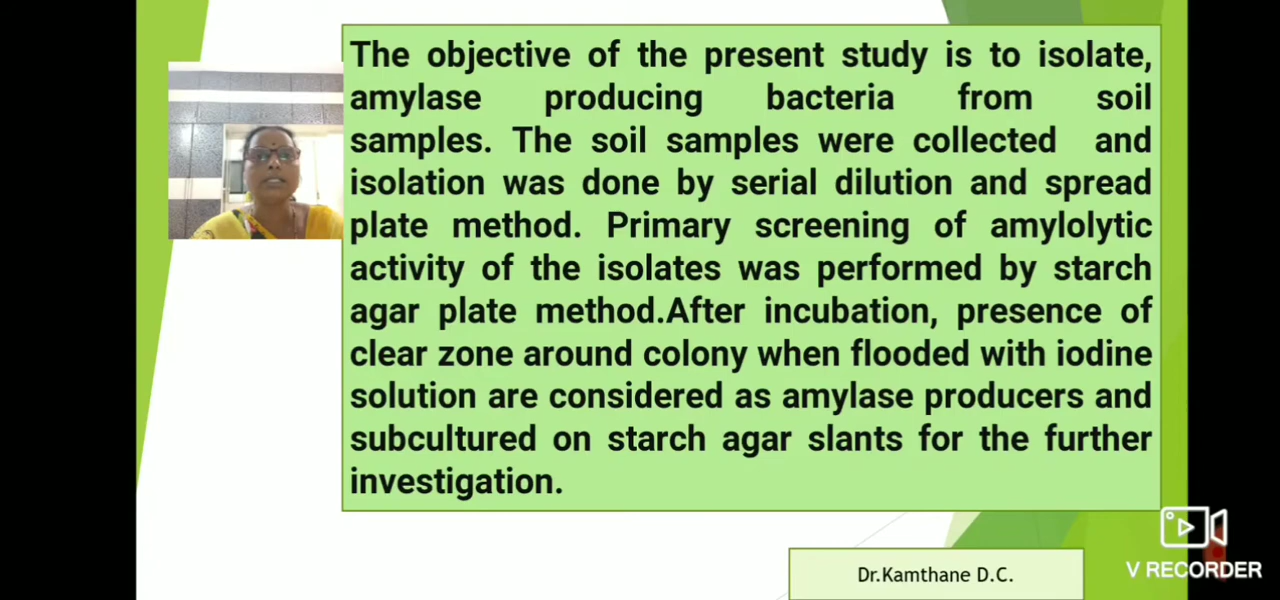 The objective of the present study is to isolate,
amylase producing bacteria from soil
samples. The soil samples were collected and
isolation was done by serial dilution and spread
plate method. Primary screening of amylolytic
activity of the isolates was performed by starch
agar plate method.After incubation, presence of
clear zone around colony when flooded with iodine
solution are considered as amylase producers and
subcultured on starch agar slants for the further
investigation.
Dr.Kamthane D.C.
V RECORDER